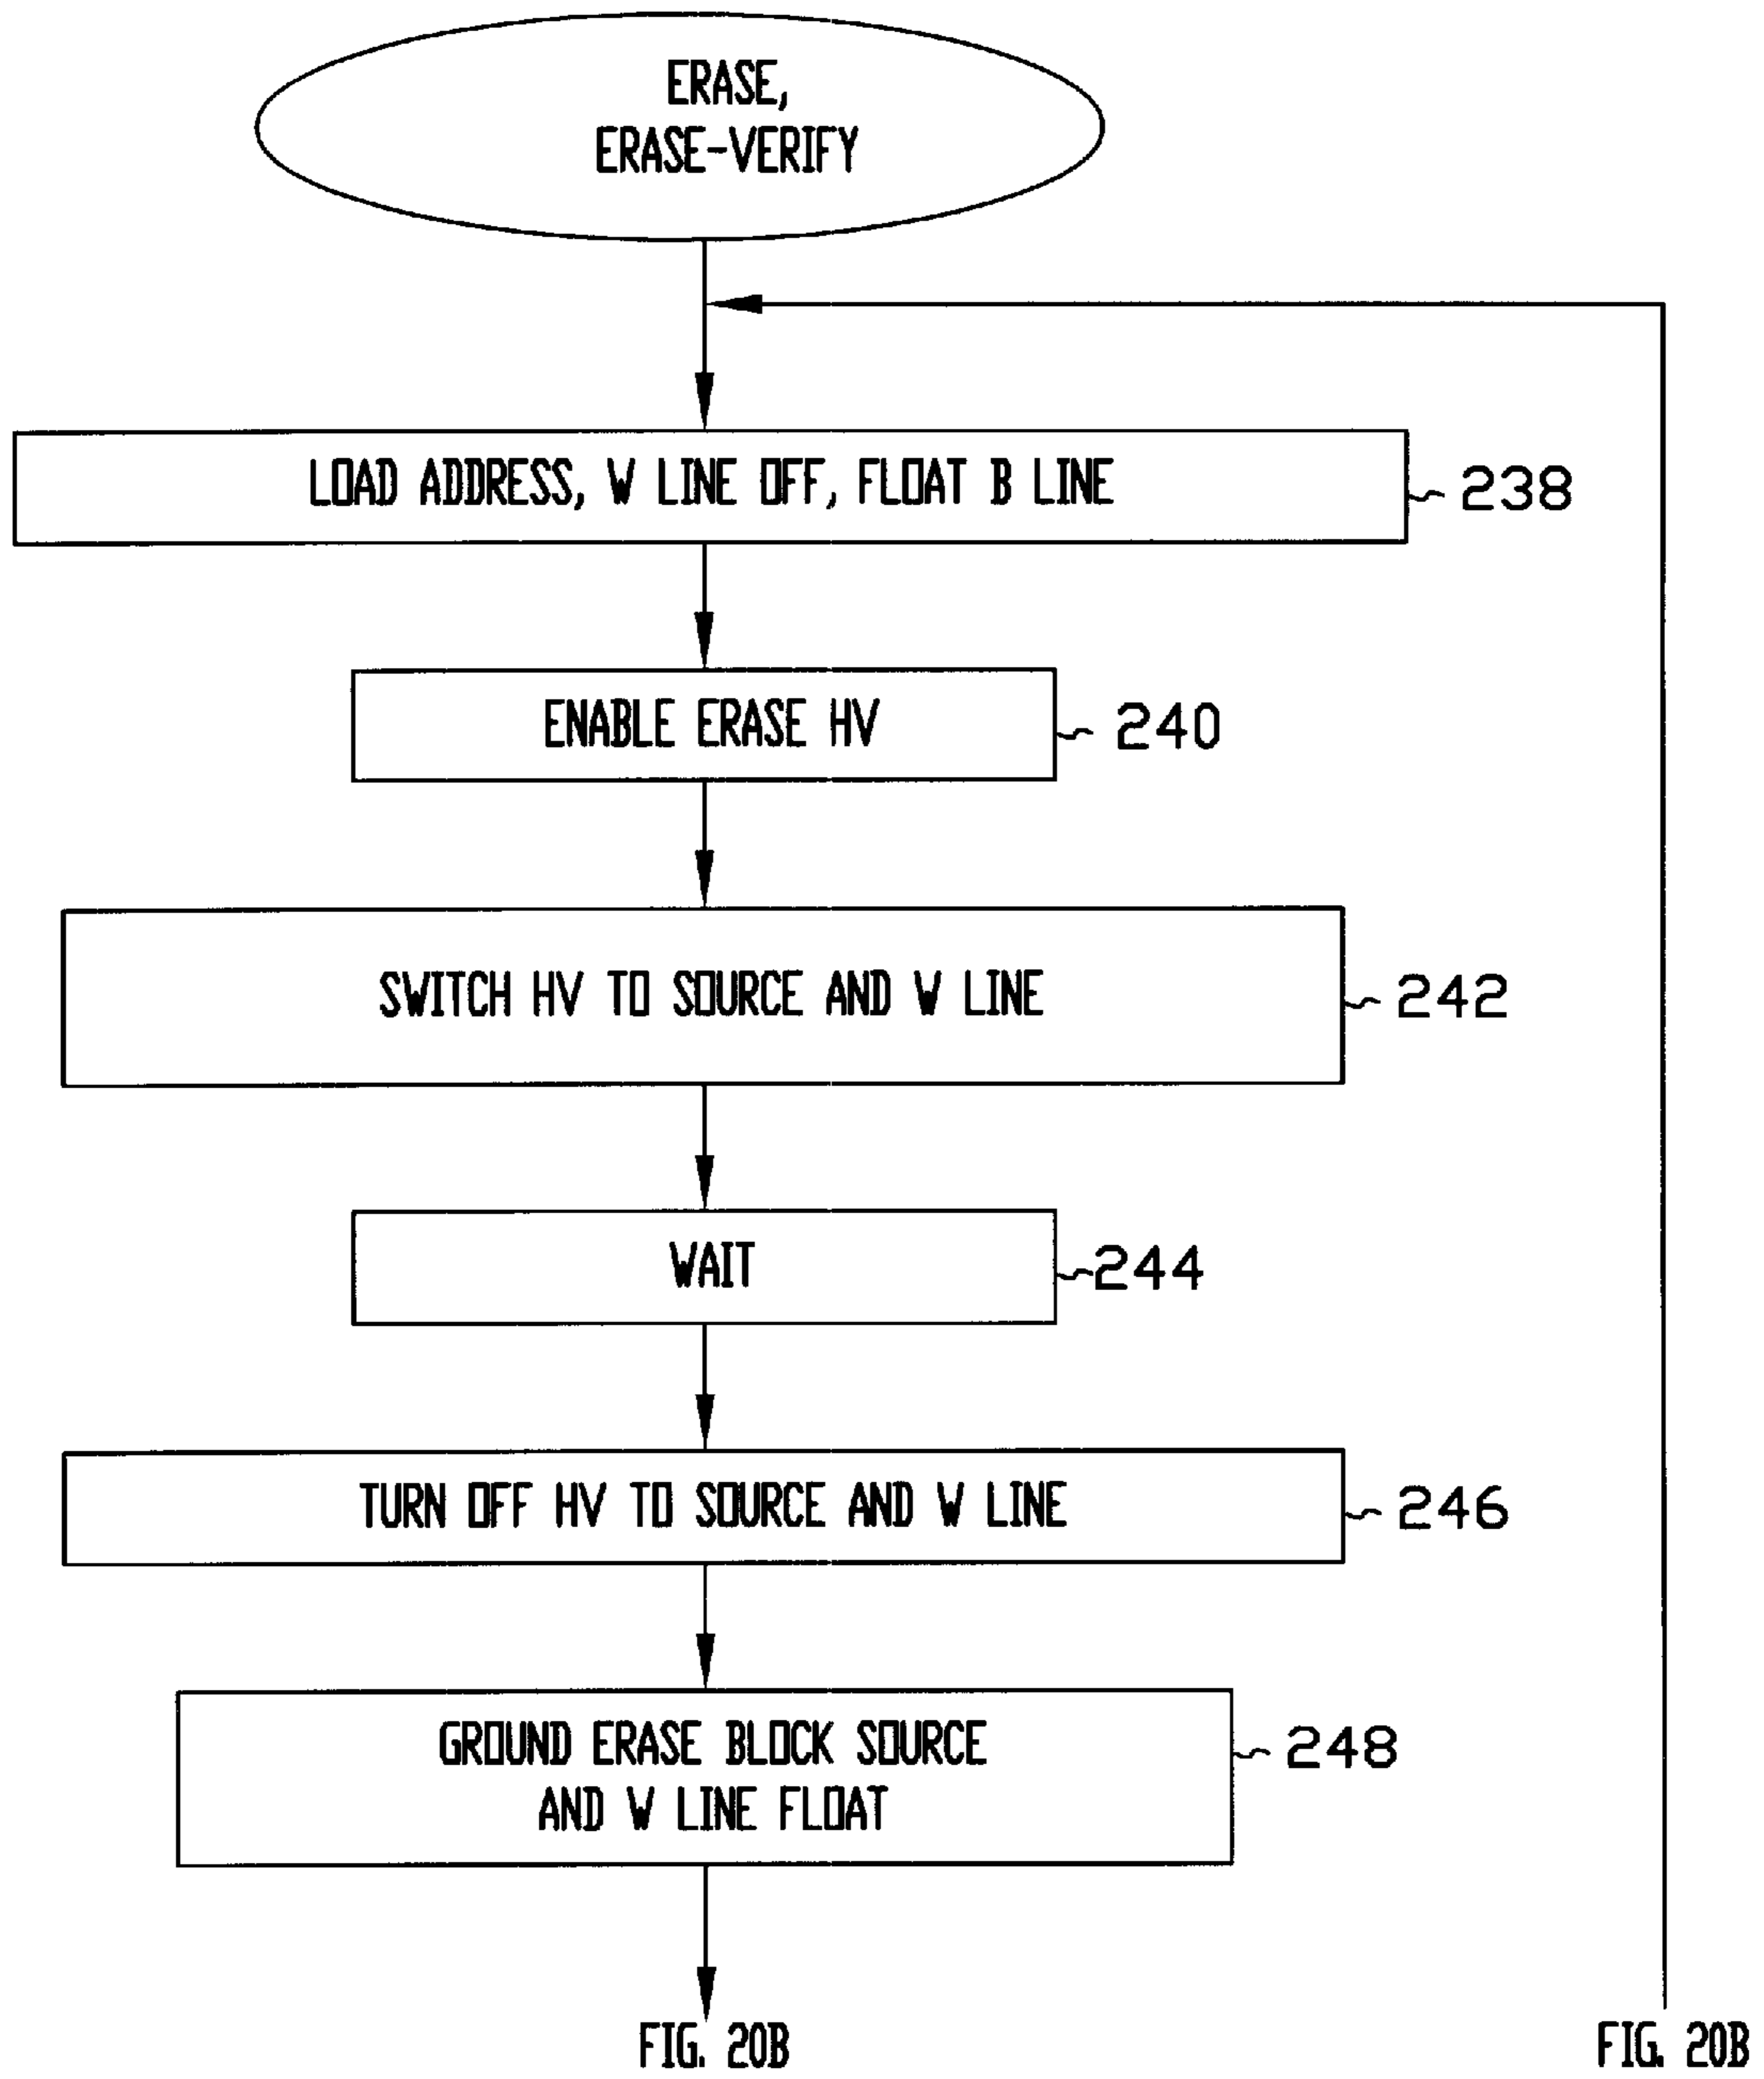 ERASE,
ERASE-VERIFY
LOAD ADDRESS, W LINE OFF, FLOAT B LINE
238
ENABLE ERASE HV
240
SWITCH HV TO SOURCE AND W LINE
242
WAIT
244
TURN OFF HV TO SOURCE AND W LINE
246
GROUND ERASE BLOCK SOURCE
AND W LINE FLOAT
248
FIG. 20B
FIG. 20B